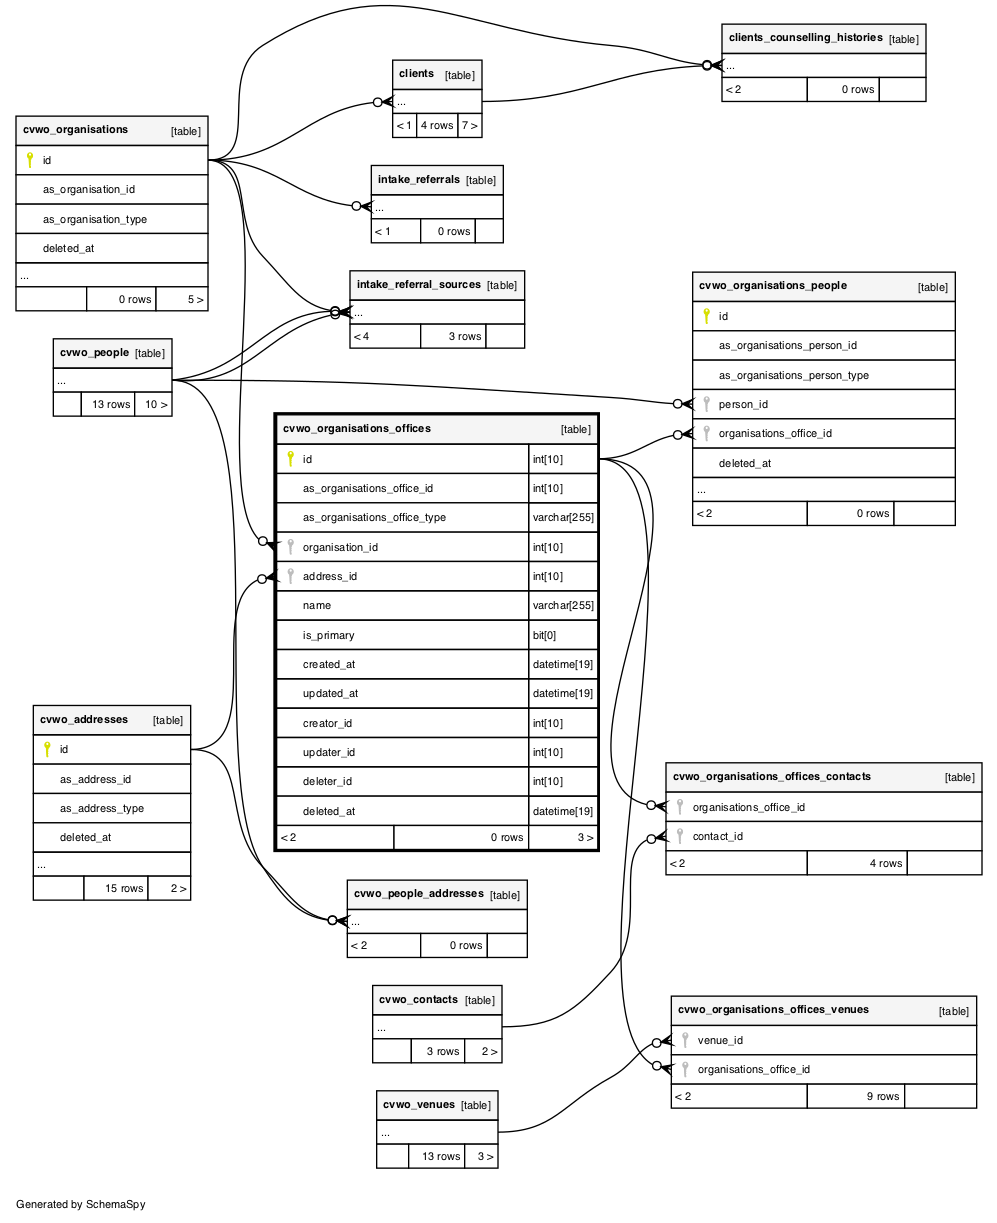 clients_counselling_histories [table]
...
< 2 0 rows
clients [table]
...
< 1 4 rows 7 >
cvwo_organisations [table]
id
as_organisation_id
as_organisation_type
deleted_at
...
0 rows 5 >
intake_referrals [table]
...
< 1 0 rows
intake_referral_sources [table]
...
< 4 3 rows
cvwo_organisations_people [table]
id
as_organisations_person_id
as_organisations_person_type
person_id
organisations_office_id
deleted_at
...
< 2 0 rows
cvwo_people [table]
...
13 rows 10 >
cvwo_organisations_offices [table]
id int[10]
as_organisations_office_id int[10]
as_organisations_office_type varchar[255]
organisation_id int[10]
address_id int[10]
name varchar[255]
is_primary bit[0]
created_at datetime[19]
updated_at datetime[19]
creator_id int[10]
updater_id int[10]
deleter_id int[10]
deleted_at datetime[19]
< 2 0 rows 3 >
cvwo_addresses [table]
id
as_address_id
as_address_type
deleted_at
...
15 rows 2 >
cvwo_organisations_offices_contacts [table]
organisations_office_id
contact_id
< 2 4 rows
cvwo_people_addresses [table]
...
< 2 0 rows
cvwo_contacts [table]
...
3 rows 2 >
cvwo_organisations_offices_venues [table]
venue_id
organisations_office_id
< 2 9 rows
cvwo_venues [table]
...
13 rows 3 >
Generated by SchemaSpy